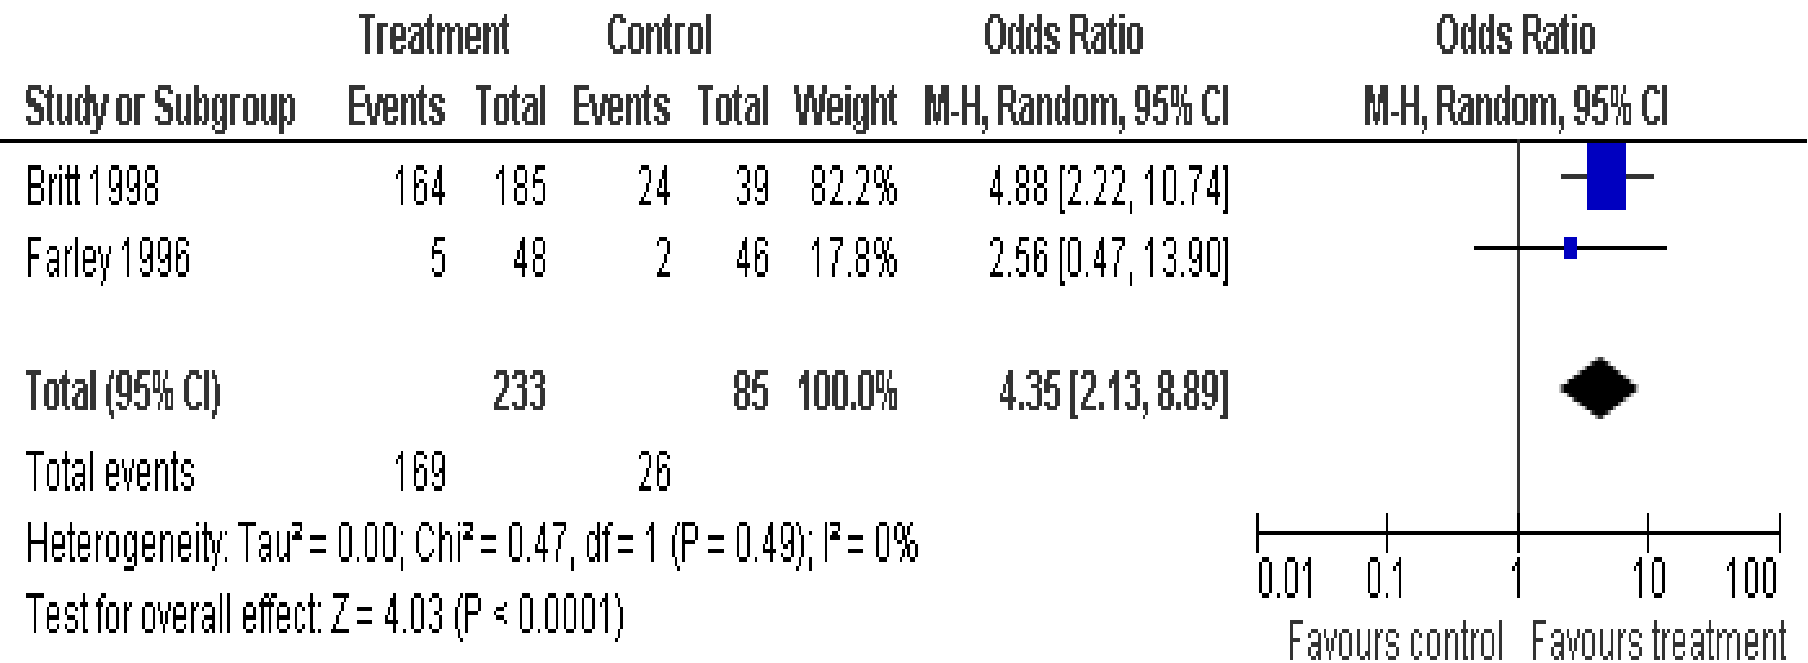 Treatment Control Odds Ratio Odds Ratio
Study or Subgroup Events Total Events Total Weight M-H, Random, 95% CI M-H, Random, 95% CI
Britt 1998 164 185 24 39 82.2% 4.88 [2.22, 10.74]
Farley 1996 5 48 2 46 17.8% 2.56 [0.47, 13.90]
Total (95% CI) 233 85 100.0% 4.35 [2.13, 8.89]
Total events 169 26
Heterogeneity: Tau² = 0.00; Chi² = 0.47, df = 1 (P = 0.49); I² = 0%
Test for overall effect: Z = 4.03 (P < 0.0001)
0.01 0.1 1 10 100
Favours control Favours treatment